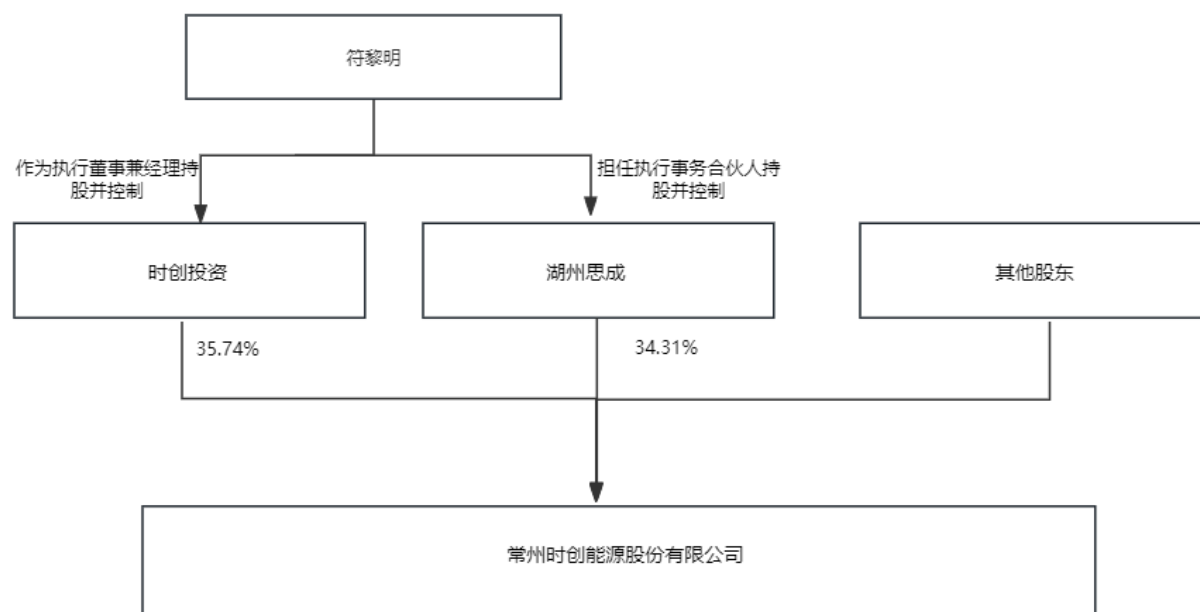 符黎明
作为执行董事兼经理持
股并控制
担任执行事务合伙人持
股并控制
时创投资
湖州思成
其他股东
35.74%
34.31%
常州时创能源股份有限公司